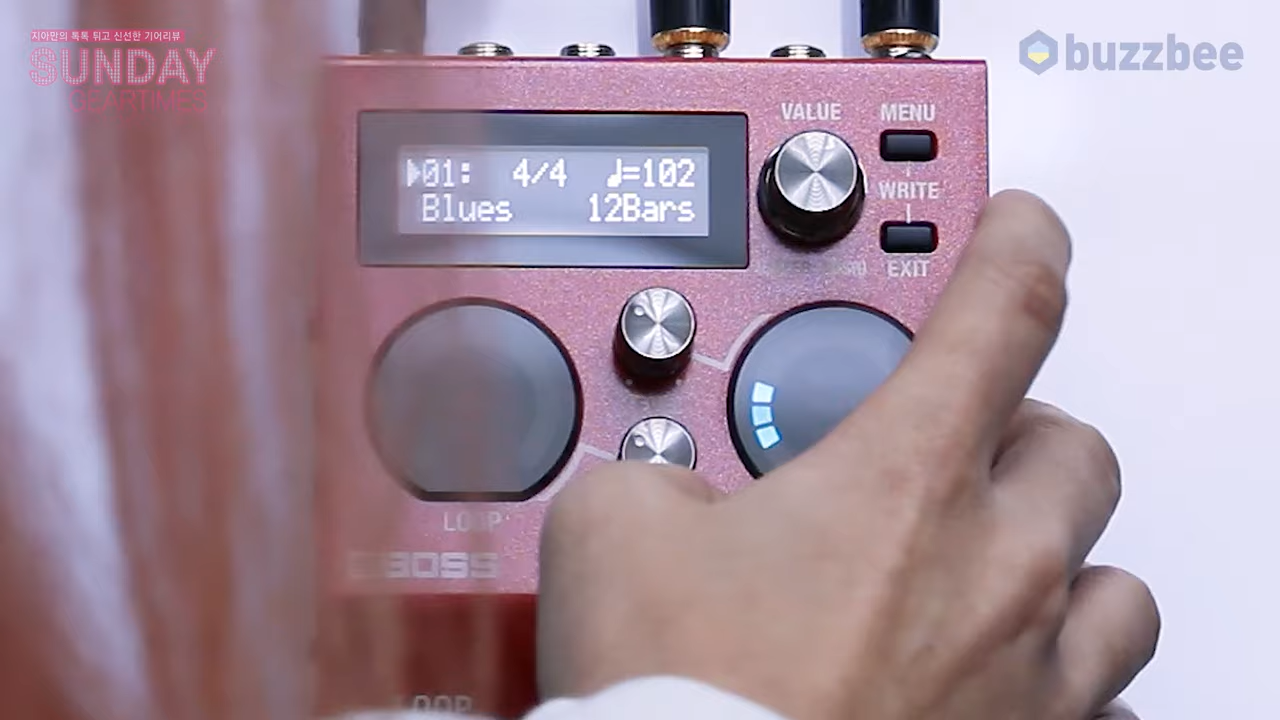 지아만의 톡톡 튀고 신선한 기어리뷰
SUNDAY
GEARTIMES
buzzbee
VALUE
MENU
WRITE
EXIT
▶01: 4/4 ♩=102
Blues 12Bars
LOOP
BOSS
LOOP